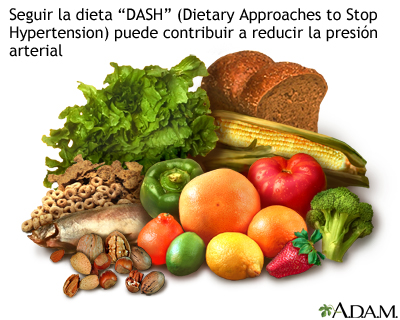 Seguir la dieta “DASH” (Dietary Approaches to Stop
Hypertension) puede contribuir a reducir la presión
arterial
A.D.A.M.